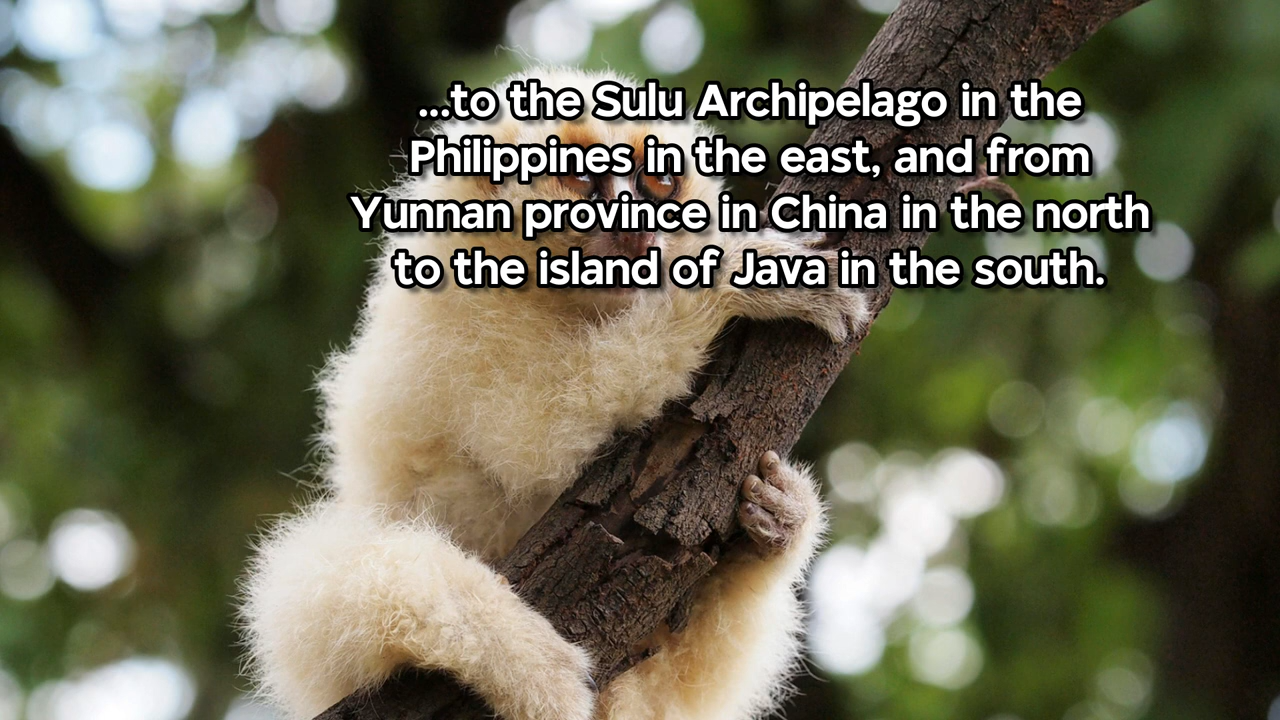 ...to the Sulu Archipelago in the
Philippines in the east, and from
Yunnan province in China in the north
to the island of Java in the south.